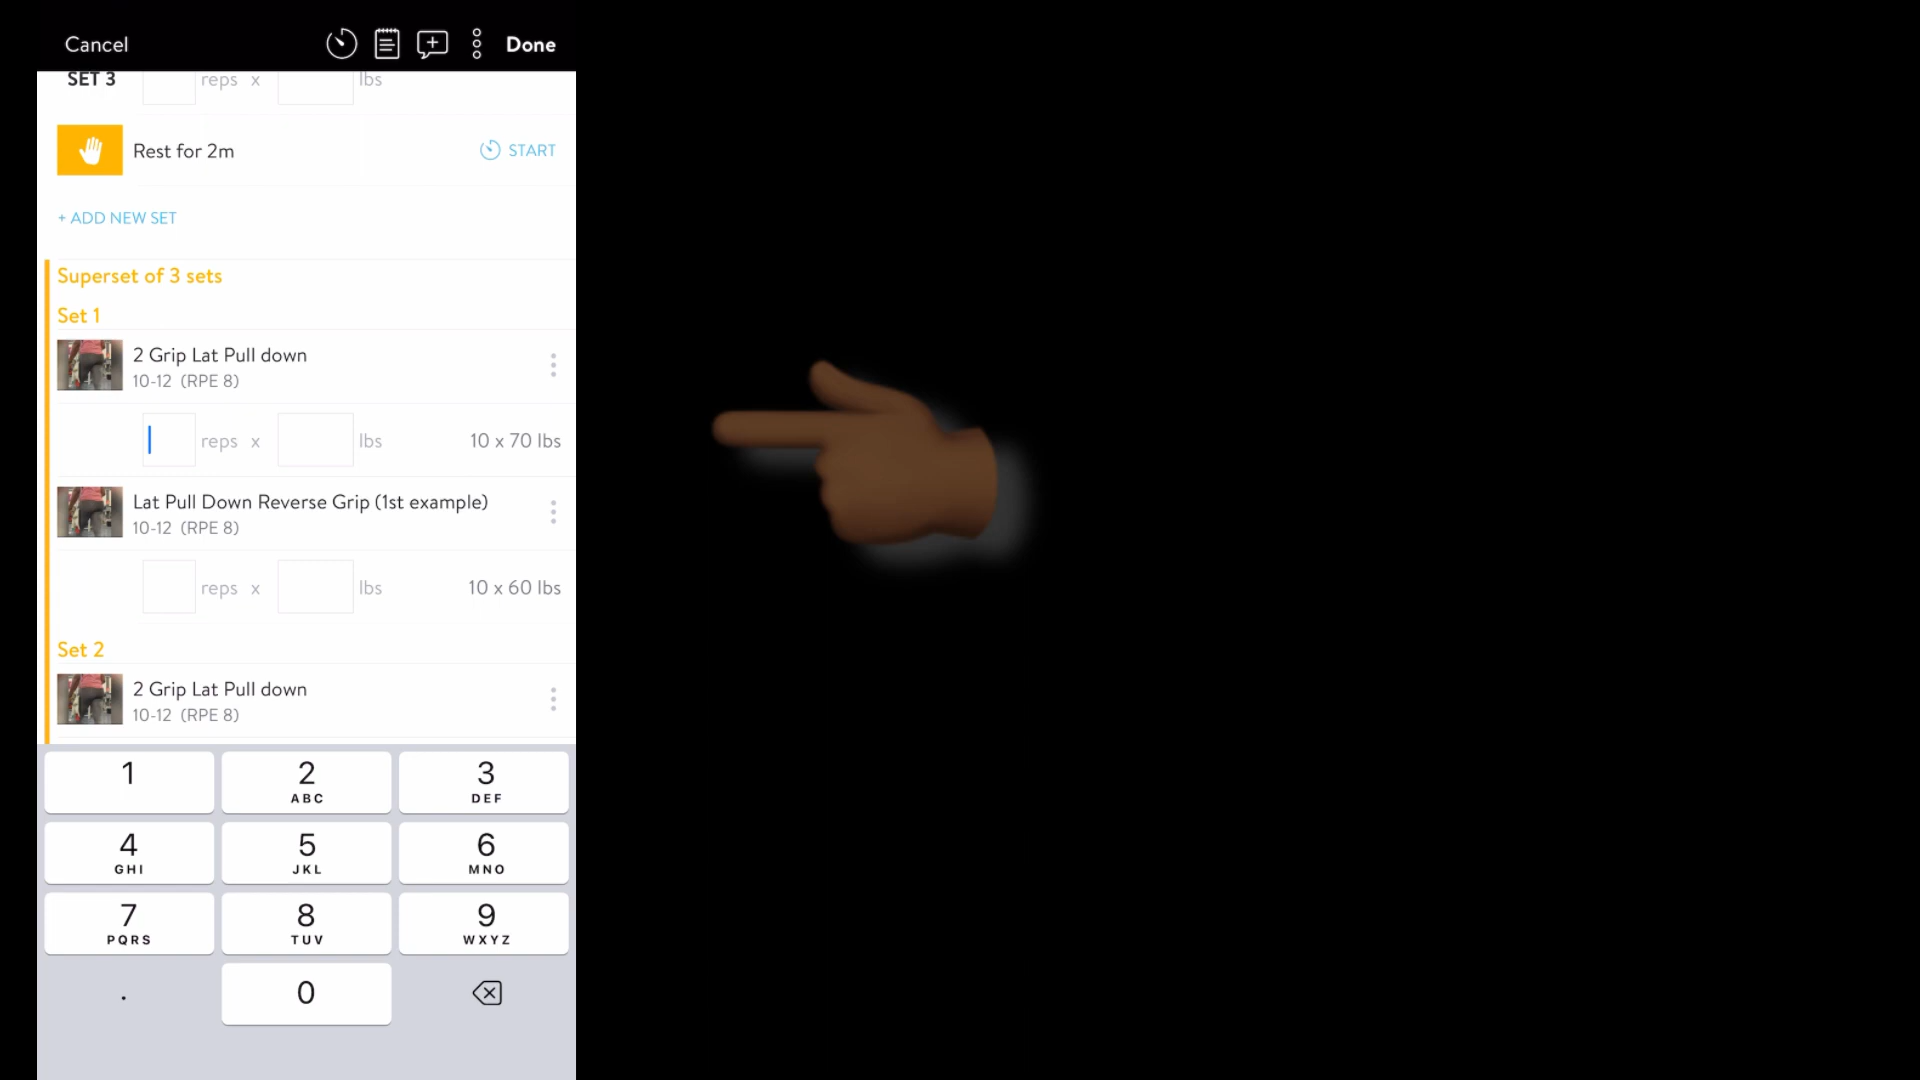 Cancel Done
SET 3 reps x lbs
Rest for 2m START
+ ADD NEW SET
Superset of 3 sets
Set 1
2 Grip Lat Pull down
10-12 (RPE 8)
reps x lbs 10 x 70 lbs
Lat Pull Down Reverse Grip (1st example)
10-12 (RPE 8)
reps x lbs 10 x 60 lbs
Set 2
2 Grip Lat Pull down
10-12 (RPE 8)
1 2 3
ABC DEF
4 5 6
GHI JKL MNO
7 8 9
PQRS TUV WXYZ
. 0